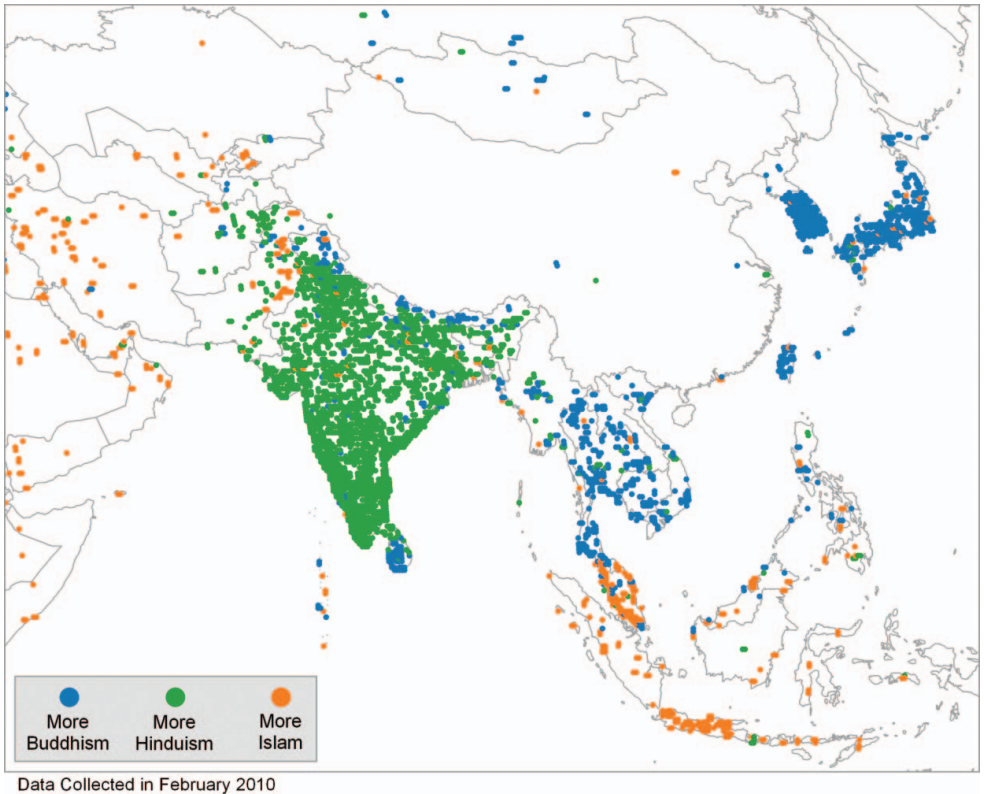 More
Buddhism
More
Hinduism
More
Islam
Data Collected in February 2010